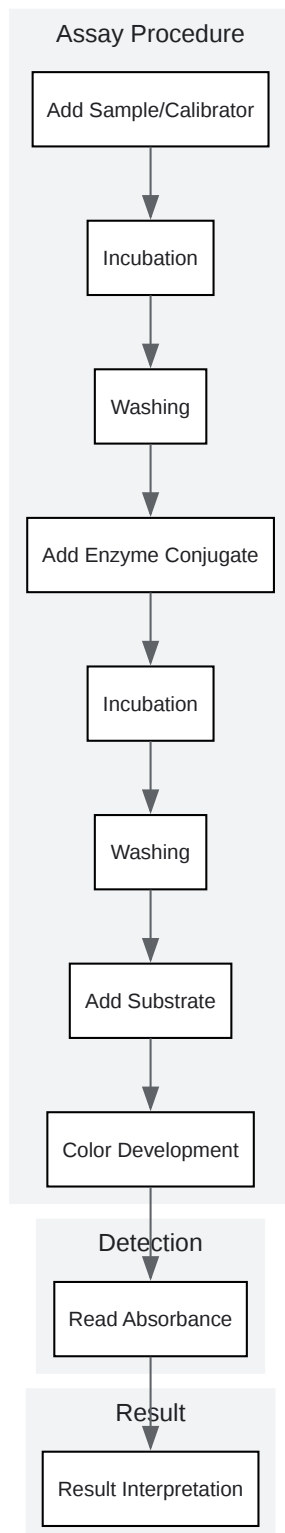 Assay Procedure
Add Sample/Calibrator
Incubation
Washing
Add Enzyme Conjugate
Incubation
Washing
Add Substrate
Color Development
Detection
Read Absorbance
Result
Result Interpretation